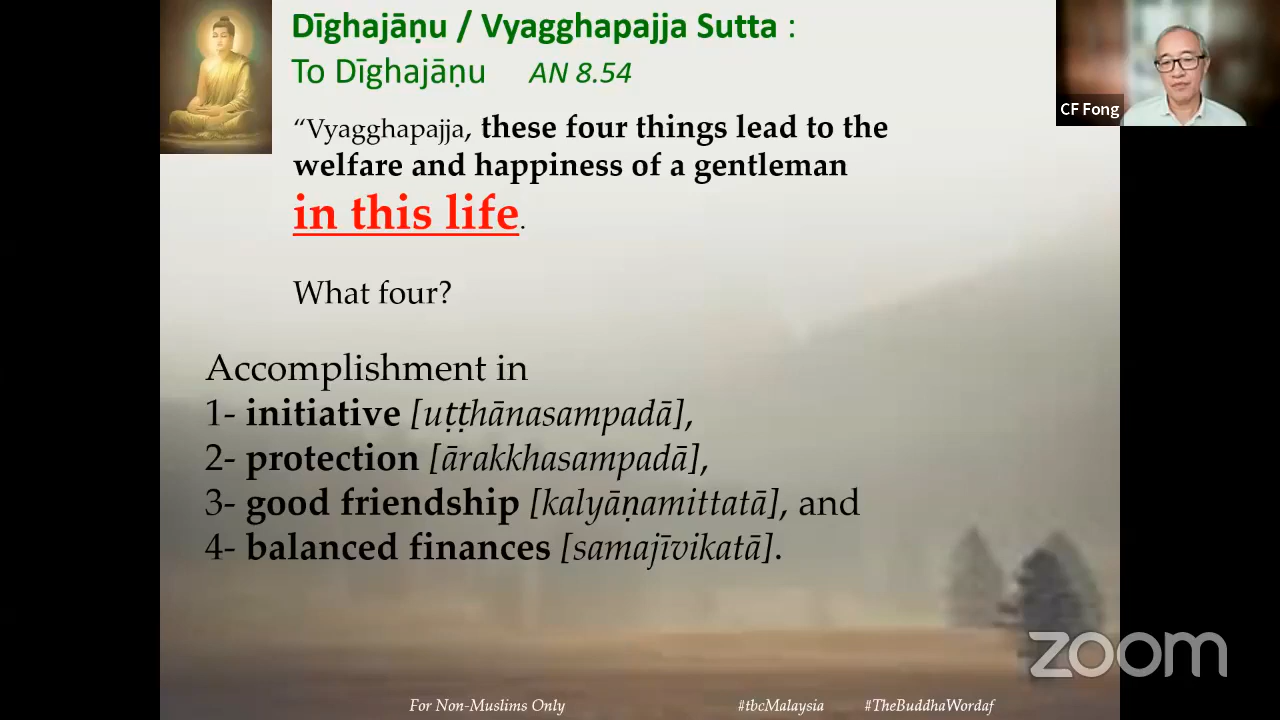 Dīghajāṇu / Vyagghapajja Sutta :
To Dīghajāṇu AN 8.54
“Vyagghapajja, these four things lead to the
welfare and happiness of a gentleman
in this life.
What four?
Accomplishment in
1- initiative [uṭṭhānasampadā],
2- protection [ārakkhasampadā],
3- good friendship [kalyāṇamittatā], and
4- balanced finances [samajīvikatā].
CF Fong
zoom
For Non-Muslims Only #tbcMalaysia #TheBuddhaWordaf